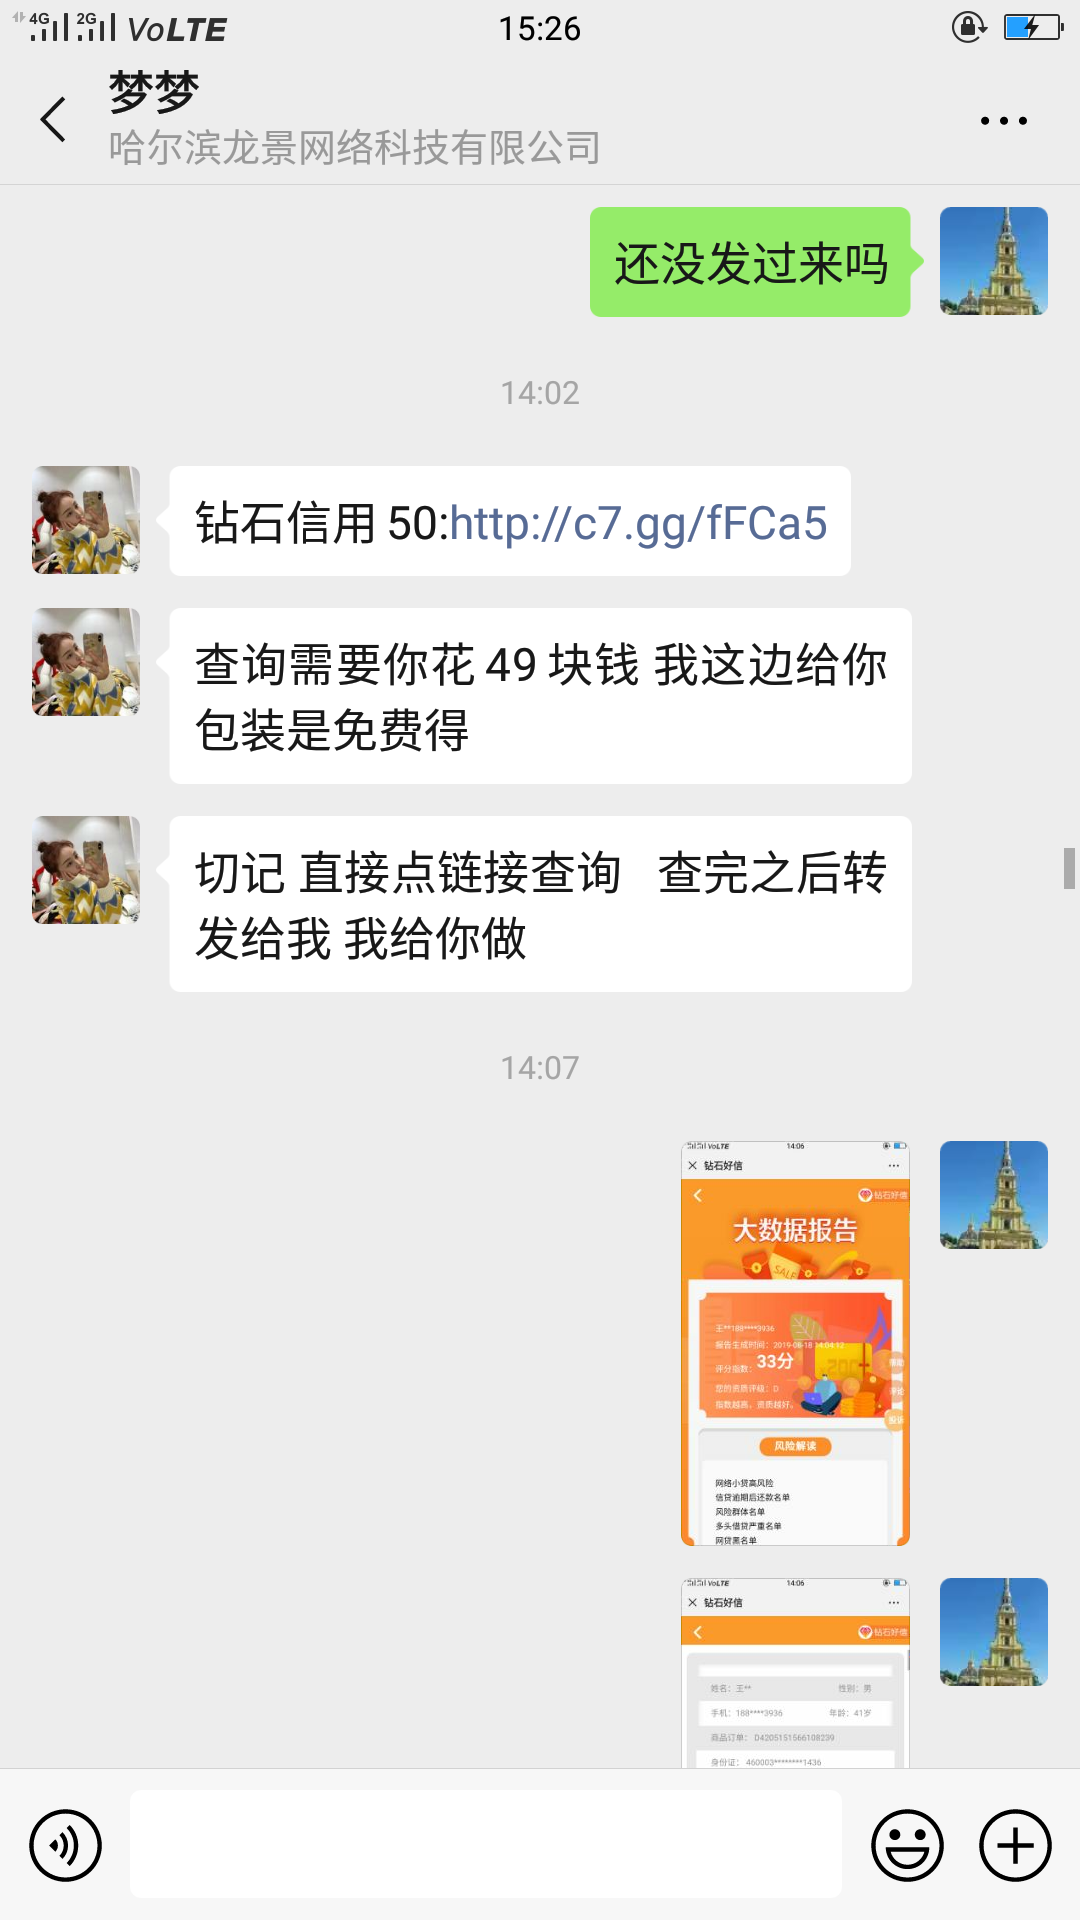 4G 2G VoLTE 15:26
梦梦
哈尔滨龙景网络科技有限公司
还没发过来吗
14:02
钻石信用 50:http://c7.gg/fFCa5
查询需要你花 49 块钱 我这边给你
包装是免费得
切记 直接点链接查询 查完之后转
发给我 我给你做
14:07
VoLTE 14:06
钻石好信
钻石好信
大数据报告
SALE
王**188****3936
报告生成时间: 2019-08-18 14:04:12
评分指数: 33分
您的资质评级: D
指数越高, 资质越好。
帮助
评论
投诉
风险解读
网络小贷高风险
信贷逾期后还款名单
风险群体名单
多头借贷严重名单
网贷黑名单
VoLTE 14:06
钻石好信
钻石好信
姓名: 王** 性别: 男
手机: 188****3936 年龄: 41岁
商品订单: D4205151566108239
身份证: 460003********1436